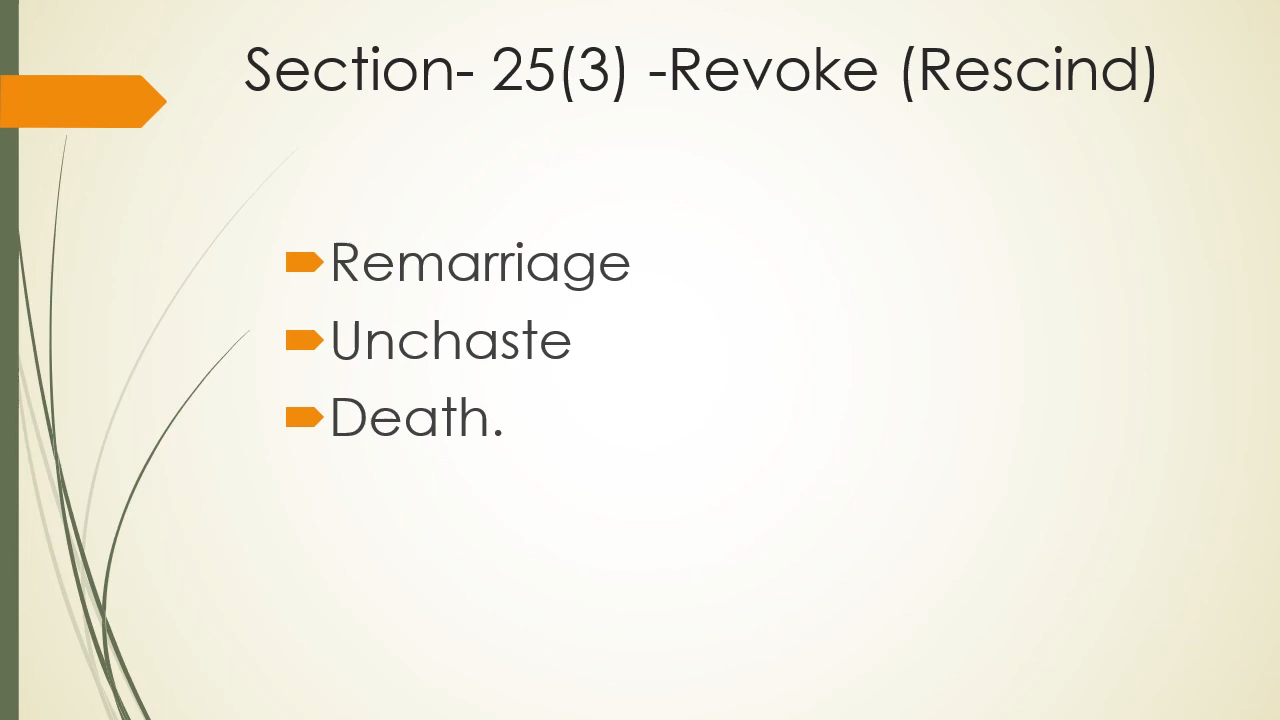 Section- 25(3) -Revoke (Rescind)
Remarriage
Unchaste
Death.